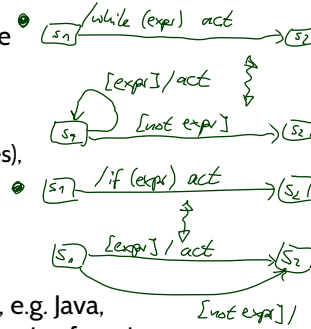 /while (expr) act
e
s1 s2
[expr]/act
[not expr]
s1 s2
es),
/if (expr) act
s1 s2
[expr]/act
s1 s2
, e.g. Java,
[not expr]/